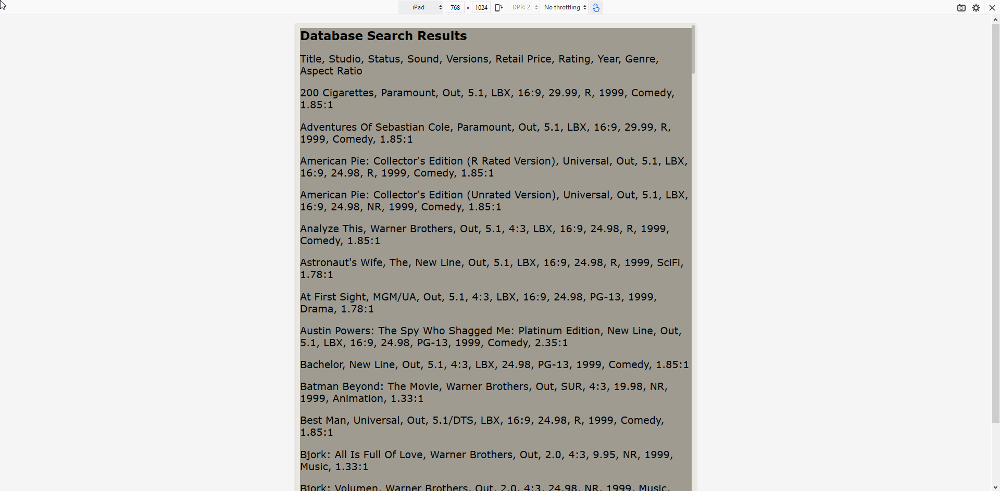 iPad 768 × 1024 DPR: 2 No throttling
Database Search Results
Title, Studio, Status, Sound, Versions, Retail Price, Rating, Year, Genre,
Aspect Ratio
200 Cigarettes, Paramount, Out, 5.1, LBX, 16:9, 29.99, R, 1999, Comedy,
1.85:1
Adventures Of Sebastian Cole, Paramount, Out, 5.1, LBX, 16:9, 29.99, R,
1999, Comedy, 1.85:1
American Pie: Collector's Edition (R Rated Version), Universal, Out, 5.1, LBX,
16:9, 24.98, R, 1999, Comedy, 1.85:1
American Pie: Collector's Edition (Unrated Version), Universal, Out, 5.1, LBX,
16:9, 24.98, NR, 1999, Comedy, 1.85:1
Analyze This, Warner Brothers, Out, 5.1, 4:3, LBX, 16:9, 24.98, R, 1999,
Comedy, 1.85:1
Astronaut's Wife, The, New Line, Out, 5.1, LBX, 16:9, 24.98, R, 1999, SciFi,
1.78:1
At First Sight, MGM/UA, Out, 5.1, 4:3, LBX, 16:9, 24.98, PG-13, 1999,
Drama, 1.78:1
Austin Powers: The Spy Who Shagged Me: Platinum Edition, New Line, Out,
5.1, LBX, 16:9, 24.98, PG-13, 1999, Comedy, 2.35:1
Bachelor, New Line, Out, 5.1, 4:3, LBX, 24.98, PG-13, 1999, Comedy, 1.85:1
Batman Beyond: The Movie, Warner Brothers, Out, SUR, 4:3, 19.98, NR,
1999, Animation, 1.33:1
Best Man, Universal, Out, 5.1/DTS, LBX, 16:9, 24.98, R, 1999, Comedy,
1.85:1
Bjork: All Is Full Of Love, Warner Brothers, Out, 2.0, 4:3, 9.95, NR, 1999,
Music, 1.33:1
Bjork: Volumen, Warner Brothers, Out, 2.0, 4:3, 24.98, NR, 1999, Music,